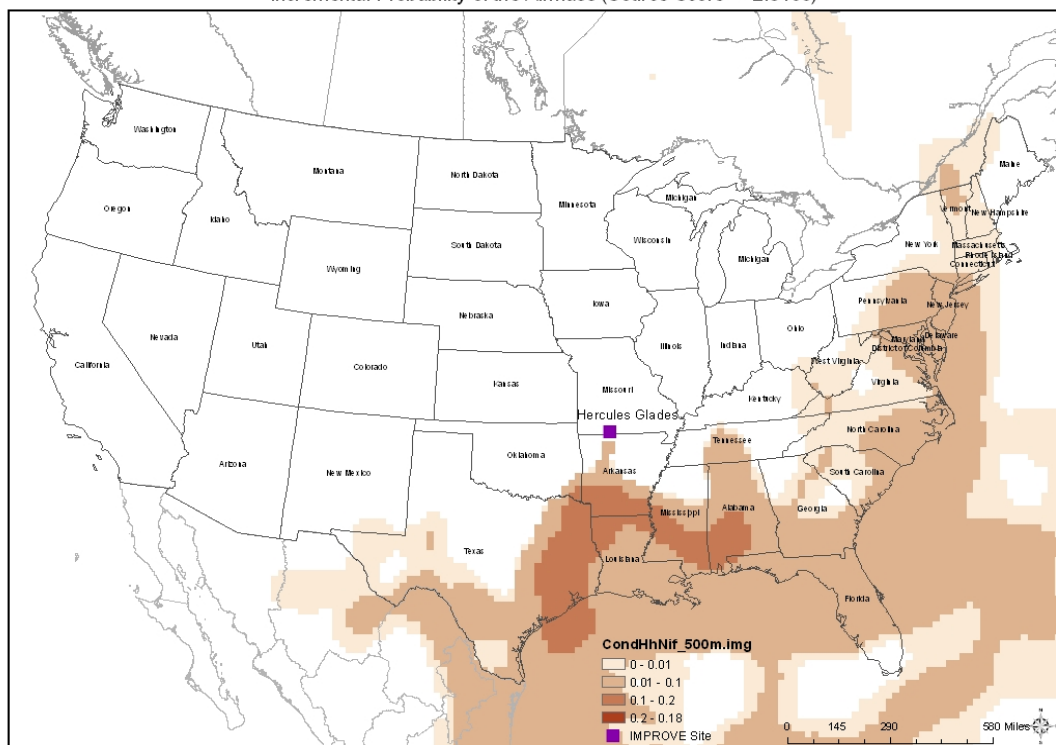 Washington
Montana
North Dakota
Minnesota
Maine
Oregon
Idaho
Michigan
Vermont
New Hampshire
South Dakota
Wisconsin
Michigan
New York
Massachusetts
Rhode Island
Connecticut
Wyoming
Iowa
Pennsylvania
New Jersey
Nebraska
Nevada
Utah
Ohio
Illinois
Indiana
Maryland
Delaware
District of Columbia
West Virginia
California
Colorado
Kansas
Missouri
Virginia
Kentucky
Hercules Glades
North Carolina
Tennessee
Oklahoma
Arizona
New Mexico
Arkansas
South Carolina
Mississippi
Alabama
Georgia
Texas
Louisiana
Florida
CondHhNif_500m.img
0 - 0.01
0.01 - 0.1
0.1 - 0.2
0.2 - 0.18
IMPROVE Site
0 145 290 580 Miles